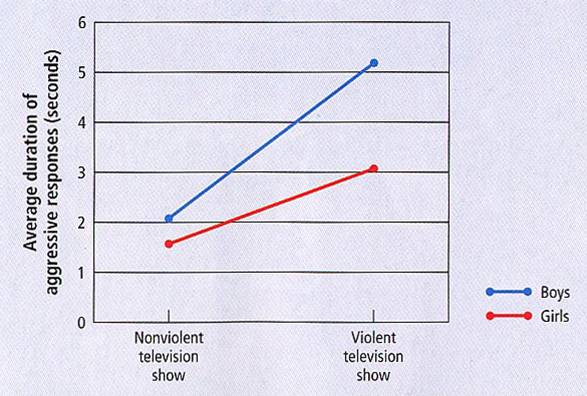 6
5
4
3
2
1
0
Average duration of
aggressive responses (seconds)
Nonviolent
television
show
Violent
television
show
Boys
Girls